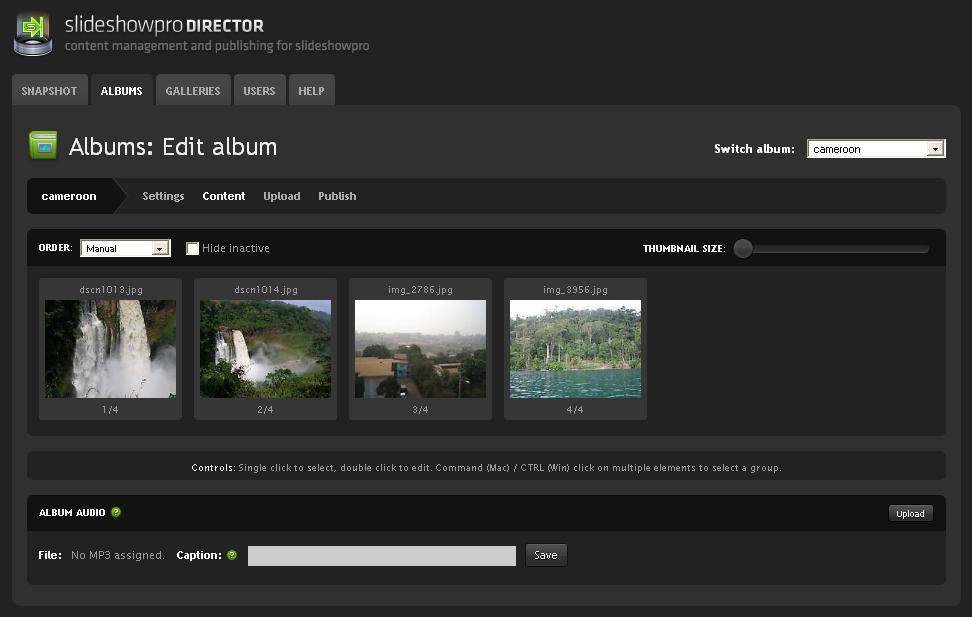 slideshowpro DIRECTOR
content management and publishing for slideshowpro
SNAPSHOT ALBUMS GALLERIES USERS HELP
Albums: Edit album
Switch album: cameroon
cameroon Settings Content Upload Publish
ORDER: Manual Hide inactive THUMBNAIL SIZE:
dscn1013.jpg dscn1014.jpg img_2786.jpg img_3956.jpg
1/4 2/4 3/4 4/4
Controls: Single click to select, double click to edit. Command (Mac) / CTRL (Win) click on multiple elements to select a group.
ALBUM AUDIO ? Upload
File: No MP3 assigned. Caption: ? Save